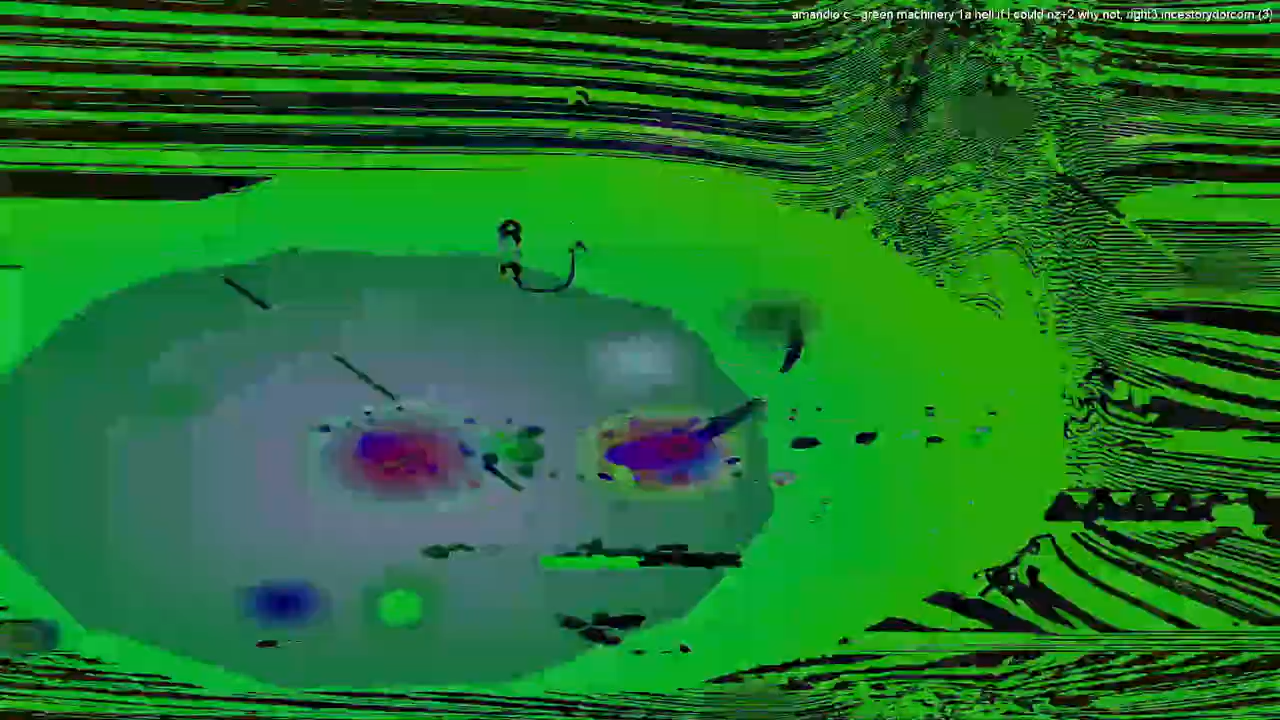 amandio c - green machinery 1a hell if i could nz+2 why not, right3 incestorydotcom (3)